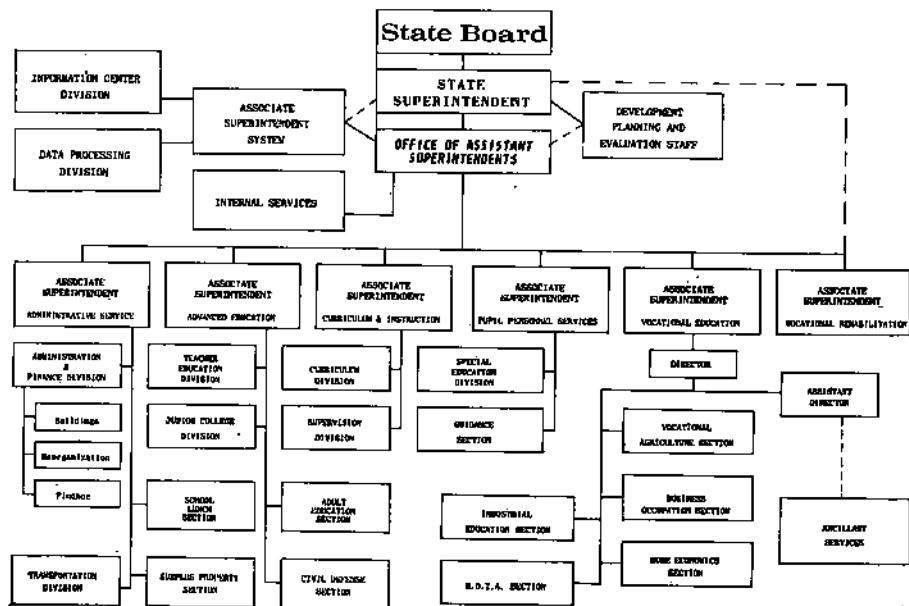 State Board
INFORMATION CENTER
DIVISION
STATE
SUPERINTENDENT
ASSOCIATE
SUPERINTENDENT
SYSTEM
DEVELOPMENT
PLANNING AND
EVALUATION STAFF
DATA PROCESSING
DIVISION
OFFICE OF ASSISTANT
SUPERINTENDENTS
INTERNAL SERVICES
ASSOCIATE
SUPERINTENDENT
ADMINISTRATIVE SERVICE
ASSOCIATE
SUPERINTENDENT
ADVANCED EDUCATION
ASSOCIATE
SUPERINTENDENT
CURRICULUM & INSTRUCTION
ASSOCIATE
SUPERINTENDENT
PUPIL PERSONNEL SERVICES
ASSOCIATE
SUPERINTENDENT
VOCATIONAL EDUCATION
ASSOCIATE
SUPERINTENDENT
VOCATIONAL REHABILITATION
ADMINISTRATION
&
FINANCE DIVISION
TEACHER
EDUCATION
DIVISION
CURRICULUM
DIVISION
SPECIAL
EDUCATION
DIVISION
DIRECTOR
ASSISTANT
DIRECTOR
Buildings
JUNIOR COLLEGE
DIVISION
SUPERVISION
DIVISION
GUIDANCE
SECTION
VOCATIONAL
AGRICULTURE SECTION
Reorganization
Finance
SCHOOL
LUNCH
SECTION
ADULT
EDUCATION
SECTION
INDUSTRIAL
EDUCATION SECTION
BUSINESS
OCCUPATION SECTION
ANCILLARY
SERVICES
TRANSPORTATION
DIVISION
SURPLUS PROPERTY
SECTION
CIVIL DEFENSE
SECTION
SECTION
HOME ECONOMICS
SECTION